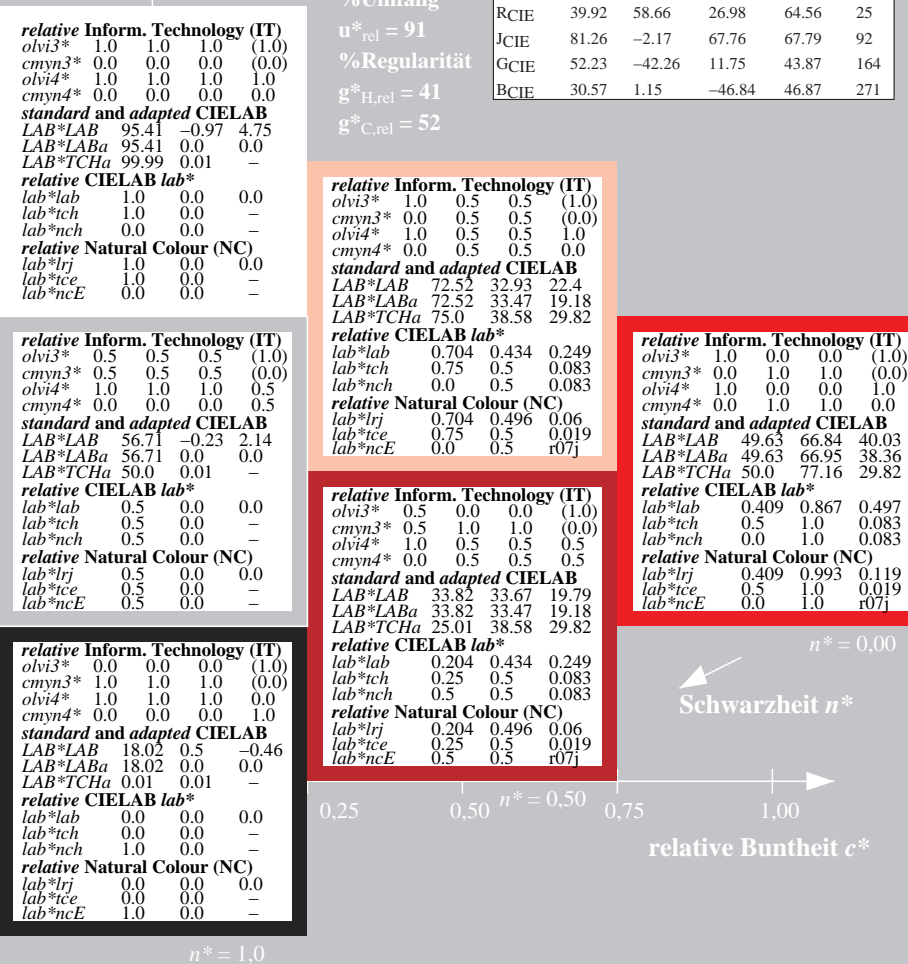 %Umfang
u*rel = 91
%Regularität
g*H,rel = 41
g*C,rel = 52
RCIE 39.92 58.66 26.98 64.56 25
JCIE 81.26 –2.17 67.76 67.79 92
GCIE 52.23 –42.26 11.75 43.87 164
BCIE 30.57 1.15 –46.84 46.87 271
relative Inform. Technology (IT)
olvi3* 1.0 1.0 1.0 (1.0)
cmyn3* 0.0 0.0 0.0 (0.0)
olvi4* 1.0 1.0 1.0 1.0
cmyn4* 0.0 0.0 0.0 0.0
standard and adapted CIELAB
LAB*LAB 95.41 –0.97 4.75
LAB*LABa 95.41 0.0 0.0
LAB*TCHa 99.99 0.01 –
relative CIELAB lab*
lab*lab 1.0 0.0 0.0
lab*tch 1.0 0.0 –
lab*nch 0.0 0.0 –
relative Natural Colour (NC)
lab*lrj 1.0 0.0 0.0
lab*tce 1.0 0.0 –
lab*ncE 0.0 0.0 –
relative Inform. Technology (IT)
olvi3* 1.0 0.5 0.5 (1.0)
cmyn3* 0.0 0.5 0.5 (0.0)
olvi4* 1.0 0.5 0.5 1.0
cmyn4* 0.0 0.5 0.5 0.0
standard and adapted CIELAB
LAB*LAB 72.52 32.93 22.4
LAB*LABa 72.52 33.47 19.18
LAB*TCHa 75.0 38.58 29.82
relative CIELAB lab*
lab*lab 0.704 0.434 0.249
lab*tch 0.75 0.5 0.083
lab*nch 0.0 0.5 0.083
relative Natural Colour (NC)
lab*lrj 0.704 0.496 0.06
lab*tce 0.75 0.5 0.019
lab*ncE 0.0 0.5 r07j
relative Inform. Technology (IT)
olvi3* 0.5 0.5 0.5 (1.0)
cmyn3* 0.5 0.5 0.5 (0.0)
olvi4* 1.0 1.0 1.0 0.5
cmyn4* 0.0 0.0 0.0 0.5
standard and adapted CIELAB
LAB*LAB 56.71 –0.23 2.14
LAB*LABa 56.71 0.0 0.0
LAB*TCHa 50.0 0.01 –
relative CIELAB lab*
lab*lab 0.5 0.0 0.0
lab*tch 0.5 0.0 –
lab*nch 0.5 0.0 –
relative Natural Colour (NC)
lab*lrj 0.5 0.0 0.0
lab*tce 0.5 0.0 –
lab*ncE 0.5 0.0 –
relative Inform. Technology (IT)
olvi3* 1.0 0.0 0.0 (1.0)
cmyn3* 0.0 1.0 1.0 (0.0)
olvi4* 1.0 0.0 0.0 1.0
cmyn4* 0.0 1.0 1.0 0.0
standard and adapted CIELAB
LAB*LAB 49.63 66.84 40.03
LAB*LABa 49.63 66.95 38.36
LAB*TCHa 50.0 77.16 29.82
relative CIELAB lab*
lab*lab 0.409 0.867 0.497
lab*tch 0.5 1.0 0.083
lab*nch 0.0 1.0 0.083
relative Natural Colour (NC)
lab*lrj 0.409 0.993 0.119
lab*tce 0.5 1.0 0.019
lab*ncE 0.0 1.0 r07j
relative Inform. Technology (IT)
olvi3* 0.5 0.0 0.0 (1.0)
cmyn3* 0.5 1.0 1.0 (0.0)
olvi4* 1.0 0.5 0.5 0.5
cmyn4* 0.0 0.5 0.5 0.5
standard and adapted CIELAB
LAB*LAB 33.82 33.67 19.79
LAB*LABa 33.82 33.47 19.18
LAB*TCHa 25.01 38.58 29.82
relative CIELAB lab*
lab*lab 0.204 0.434 0.249
lab*tch 0.25 0.5 0.083
lab*nch 0.5 0.5 0.083
relative Natural Colour (NC)
lab*lrj 0.204 0.496 0.06
lab*tce 0.25 0.5 0.019
lab*ncE 0.5 0.5 r07j
relative Inform. Technology (IT)
olvi3* 0.0 0.0 0.0 (1.0)
cmyn3* 1.0 1.0 1.0 (0.0)
olvi4* 1.0 1.0 1.0 0.0
cmyn4* 0.0 0.0 0.0 1.0
standard and adapted CIELAB
LAB*LAB 18.02 0.5 –0.46
LAB*LABa 18.02 0.0 0.0
LAB*TCHa 0.01 0.01 –
relative CIELAB lab*
lab*lab 0.0 0.0 0.0
lab*tch 0.0 0.0 –
lab*nch 1.0 0.0 –
relative Natural Colour (NC)
lab*lrj 0.0 0.0 0.0
lab*tce 0.0 0.0 –
lab*ncE 1.0 0.0 –
n* = 0,00
Schwarzheit n*
0,25 0,50 n* = 0,50 0,75 1,00
relative Buntheit c*
n* = 1,0